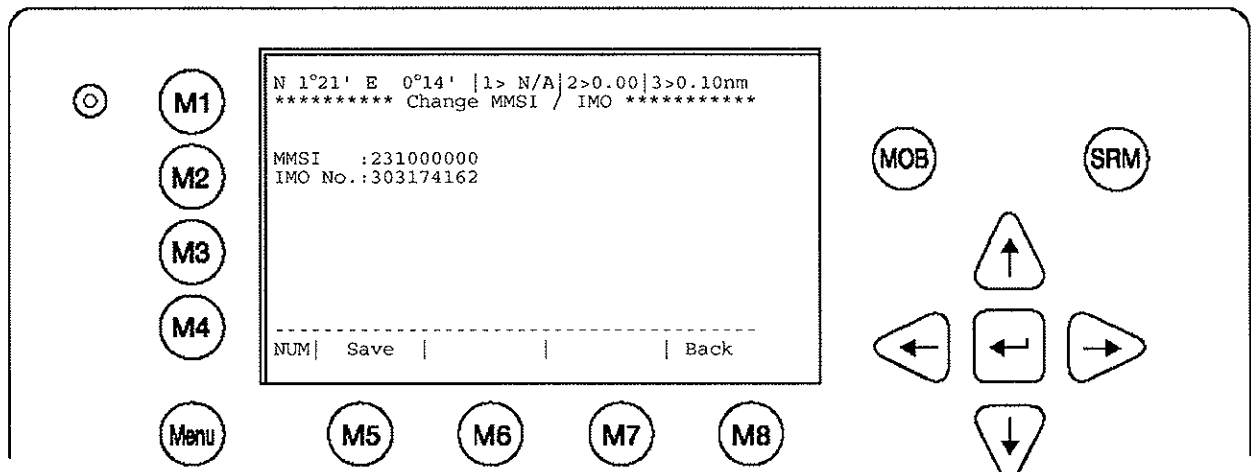 N 1°21' E 0°14' |1> N/A|2>0.00|3>0.10nm
********** Change MMSI / IMO ***********
MMSI :231000000
IMO No.:303174162
--------------------------------
NUM| Save | | | Back
M1
M2
M3
M4
Menu
M5
M6
M7
M8
MOB
SRM